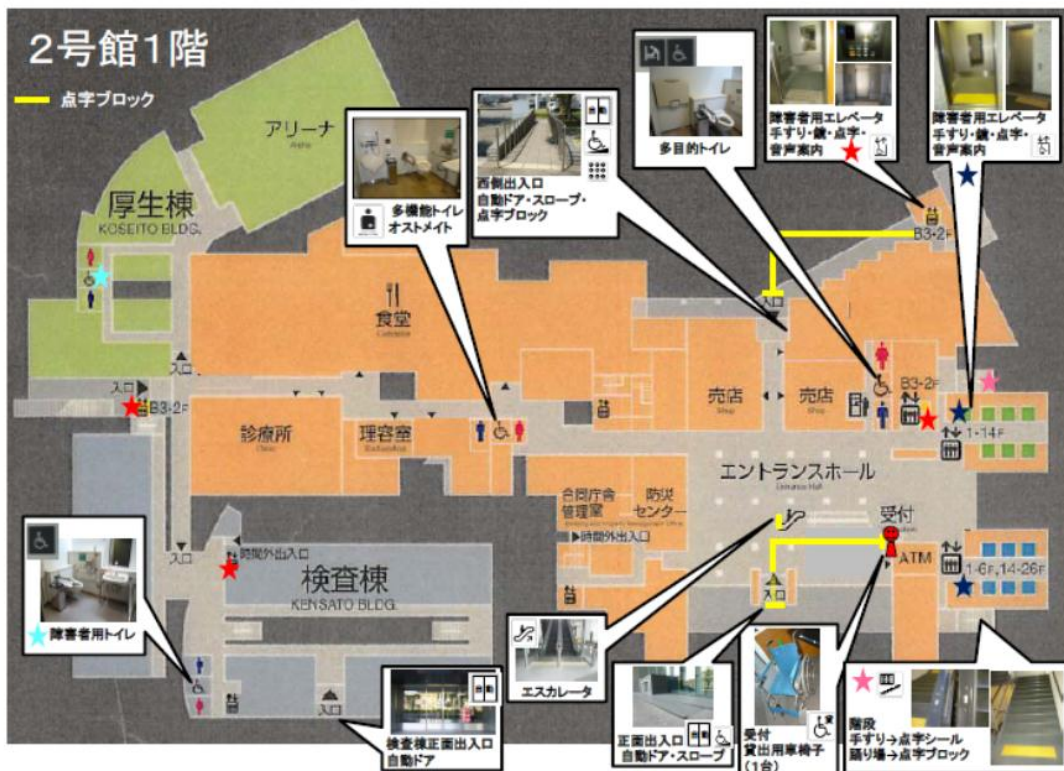 2号館1階
点字ブロック
アリーナ
Arena
厚生棟
KOSEITO BLDG.
多機能トイレ
オストメイト
西側出入口
自動ドア・スロープ・
点字ブロック
多目的トイレ
障害者用エレベータ
手すり・鏡・点字・
音声案内
障害者用エレベータ
手すり・鏡・点字・
音声案内
B3-2F
入口
食堂
Cafeteria
入口
入口
B3-2F
売店
Shop
売店
Shop
B3-2F
1-14F
診療所
Clinic
理容室
エントランスホール
Entrance Hall
合同庁舎
管理室
防災
センター
時間外出入口
受付
ATM
1-6F,14-26F
入口
時間外出入口
入口
検査棟
KENSATO BLDG.
障害者用トイレ
入口
検査棟正面出入口
自動ドア
エスカレータ
正面出入口
自動ドア・スロープ
受付
貸出用車椅子
(1台)
階段
手すり→点字シール
踊り場→点字ブロック